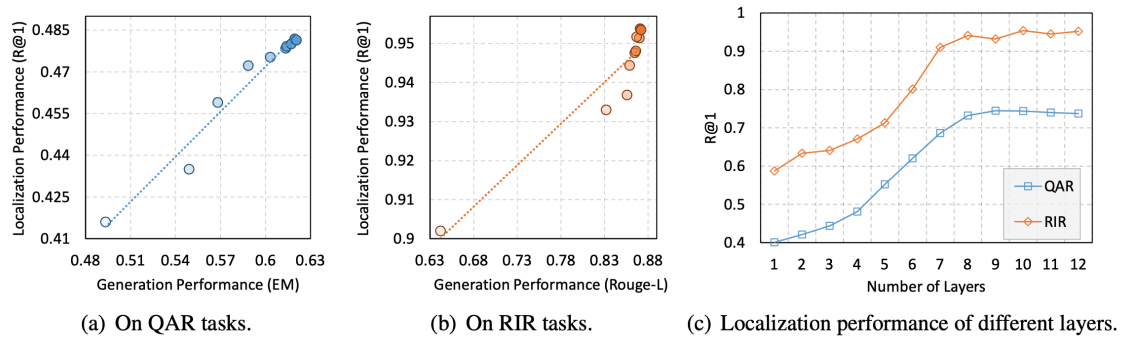 Localization Performance (R@1)
0.485
0.47
0.455
0.44
0.425
0.41
0.48 0.51 0.54 0.57 0.6 0.63
Generation Performance (EM)
(a) On QAR tasks.
Localization Performance (R@1)
0.95
0.94
0.93
0.92
0.91
0.9
0.63 0.68 0.73 0.78 0.83 0.88
Generation Performance (Rouge-L)
(b) On RIR tasks.
R@1
1
0.9
0.8
0.7
0.6
0.5
0.4
QAR
RIR
1 2 3 4 5 6 7 8 9 10 11 12
Number of Layers
(c) Localization performance of different layers.